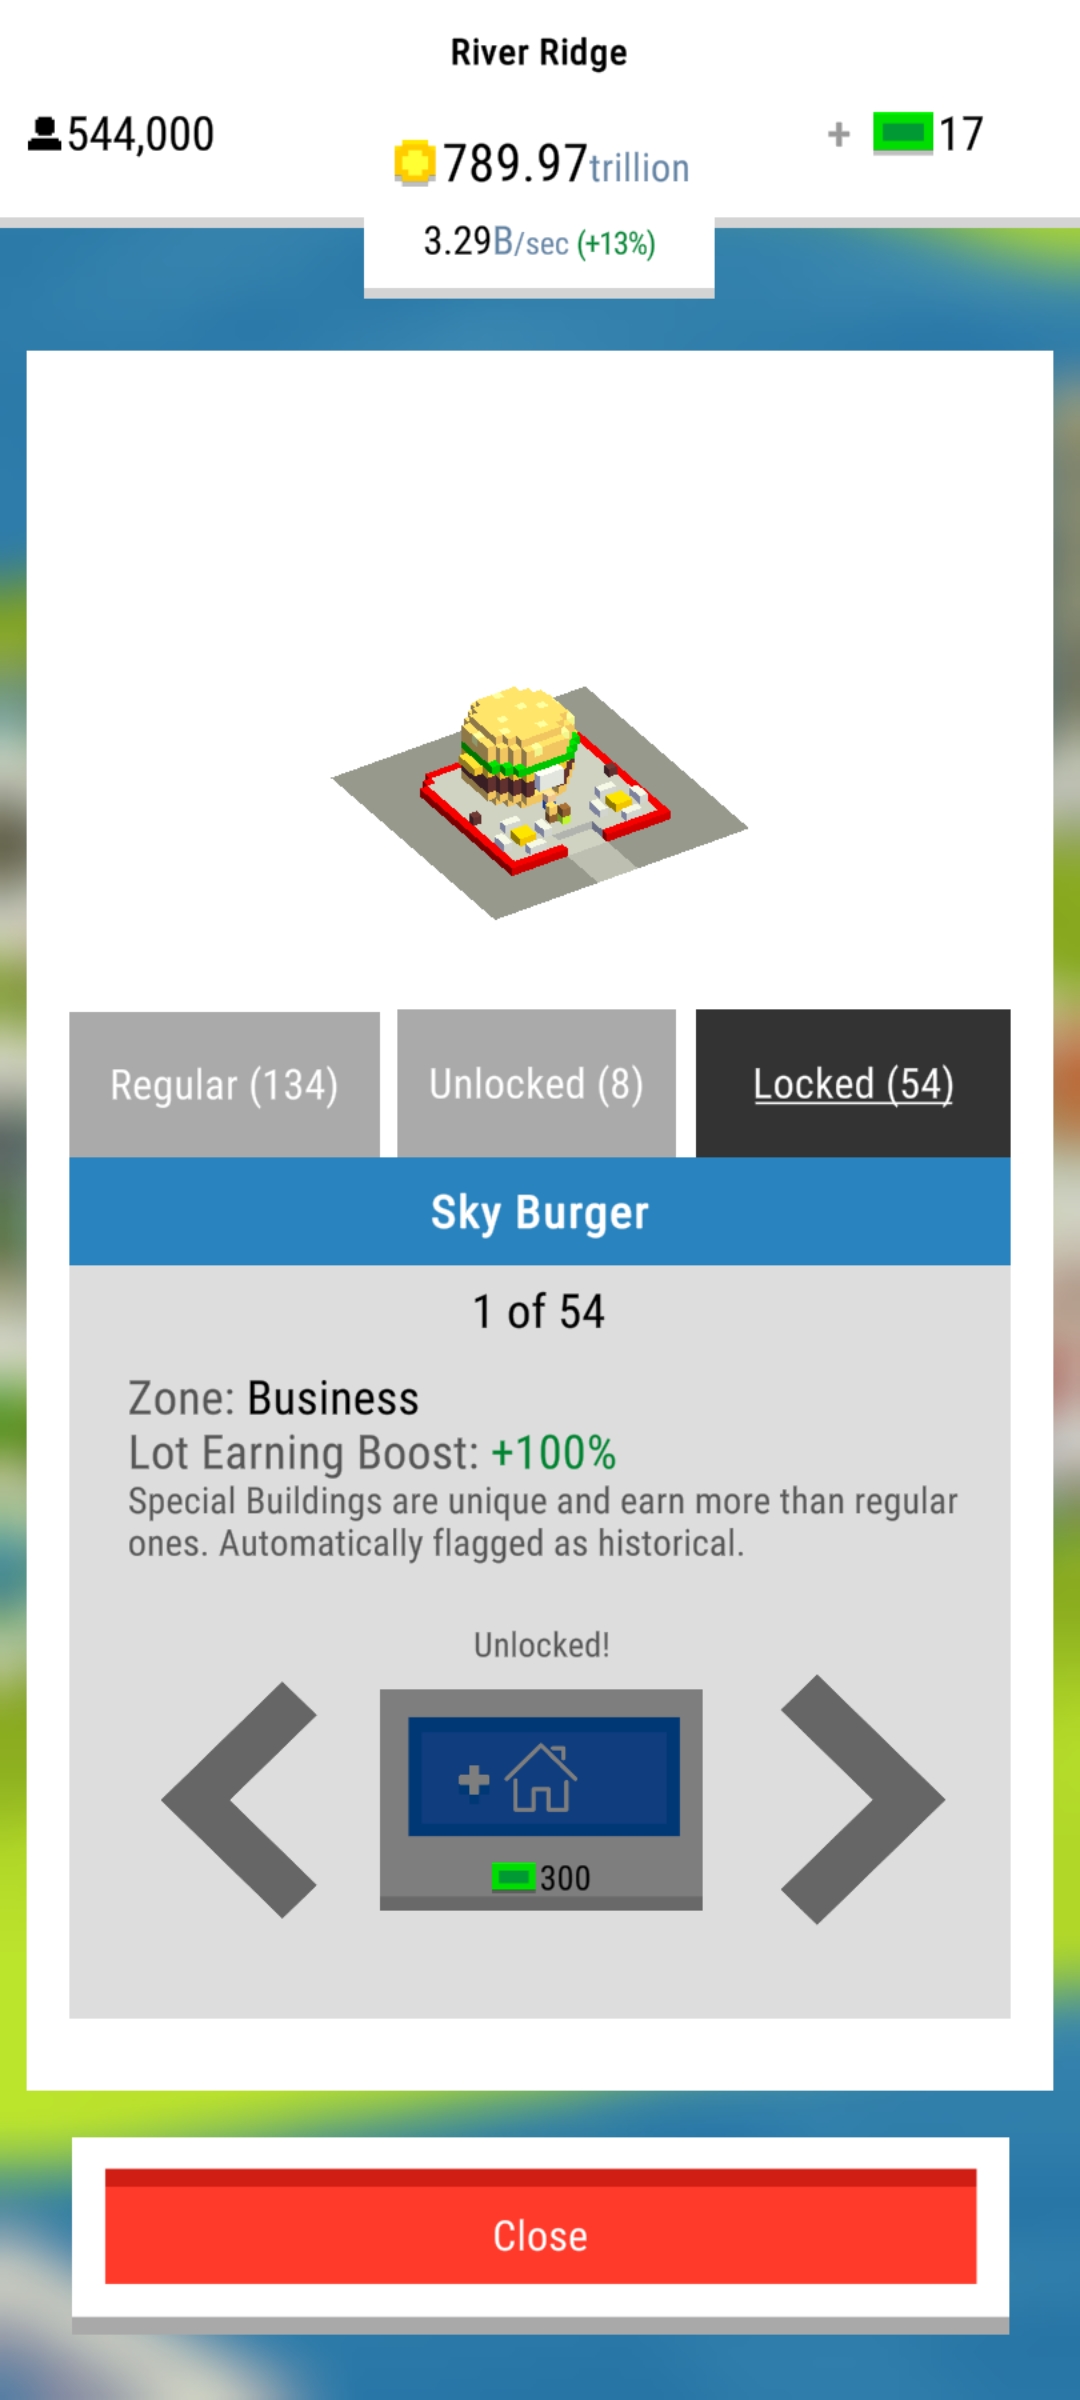 River Ridge
544,000
789.97trillion
+ 17
3.29B/sec (+13%)
Regular (134)
Unlocked (8)
Locked (54)
Sky Burger
1 of 54
Zone: Business
Lot Earning Boost: +100%
Special Buildings are unique and earn more than regular
ones. Automatically flagged as historical.
Unlocked!
+
300
Close